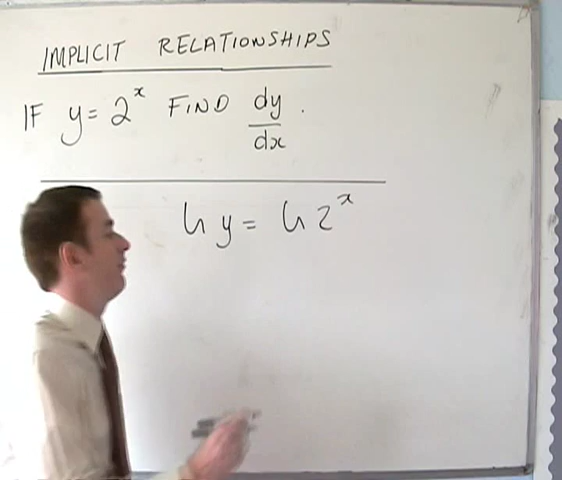 IMPLICIT RELATIONSHIPS
IF y = 2^x FIND dy/dx .
ln y = ln 2^x